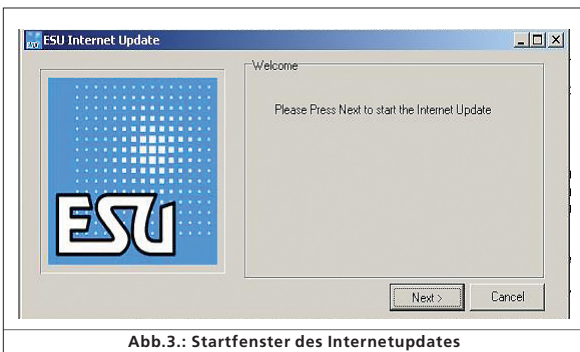 ESU Internet Update
Welcome
Please Press Next to start the Internet Update
ESU
Next >
Cancel
Abb.3.: Startfenster des Internetupdates